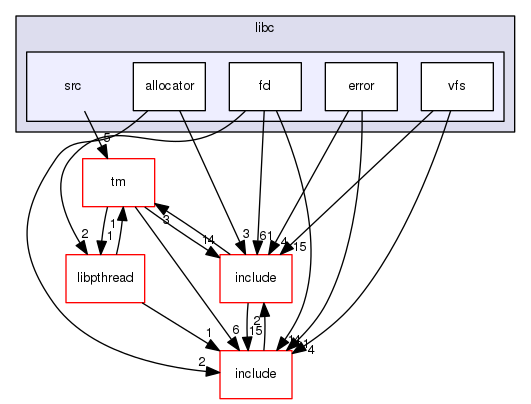 libc
src allocator fd error vfs
5
tm
2 1 1 3 14 3 61 4 15
libpthread include
1 6 15 2
2 4
include